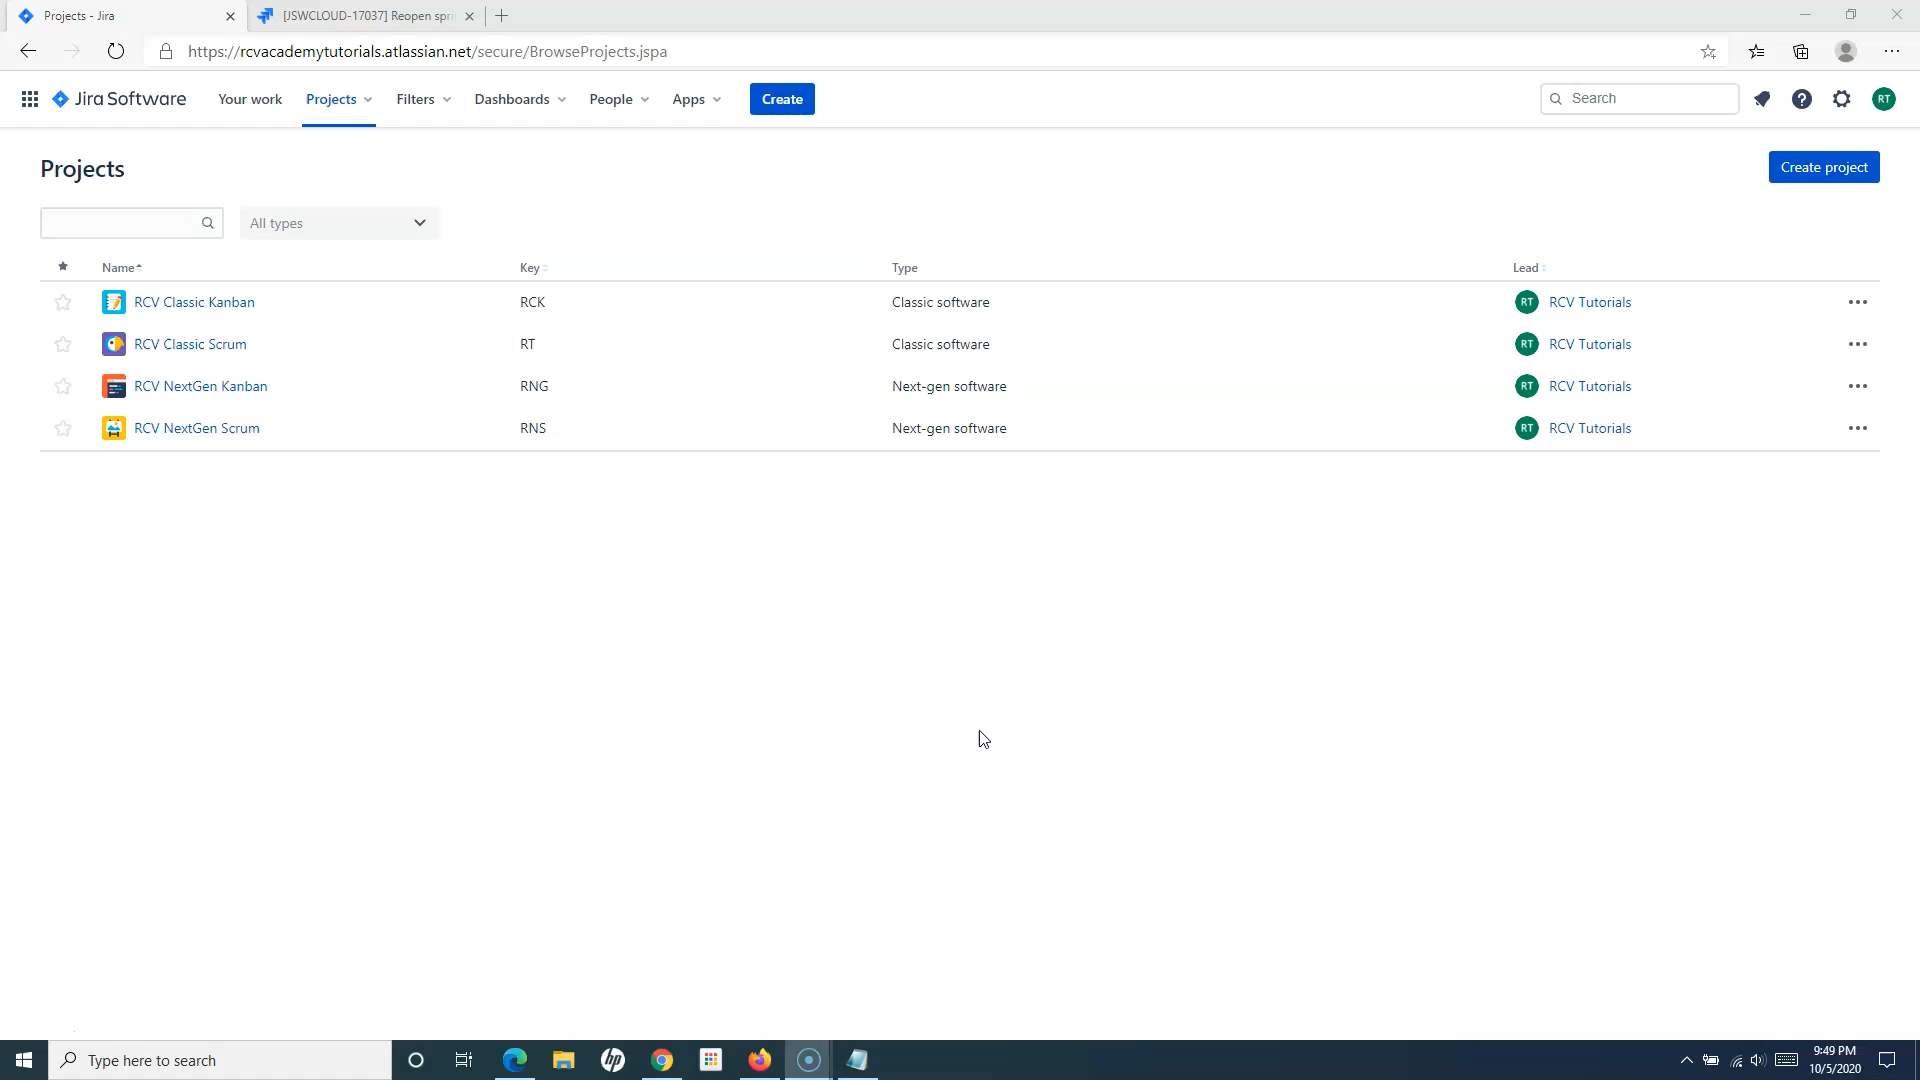 Projects - Jira
[JSWCLOUD-17037] Reopen spri
https://rcvacademytutorials.atlassian.net/secure/BrowseProjects.jspa
Jira Software
Your work
Projects
Filters
Dashboards
People
Apps
Create
Search
RT
Projects
Create project
All types
Name
Key
Type
Lead
RCV Classic Kanban RCK Classic software RT RCV Tutorials
RCV Classic Scrum RT Classic software RT RCV Tutorials
RCV NextGen Kanban RNG Next-gen software RT RCV Tutorials
RCV NextGen Scrum RNS Next-gen software RT RCV Tutorials
Type here to search
hp
9:49 PM
10/5/2020